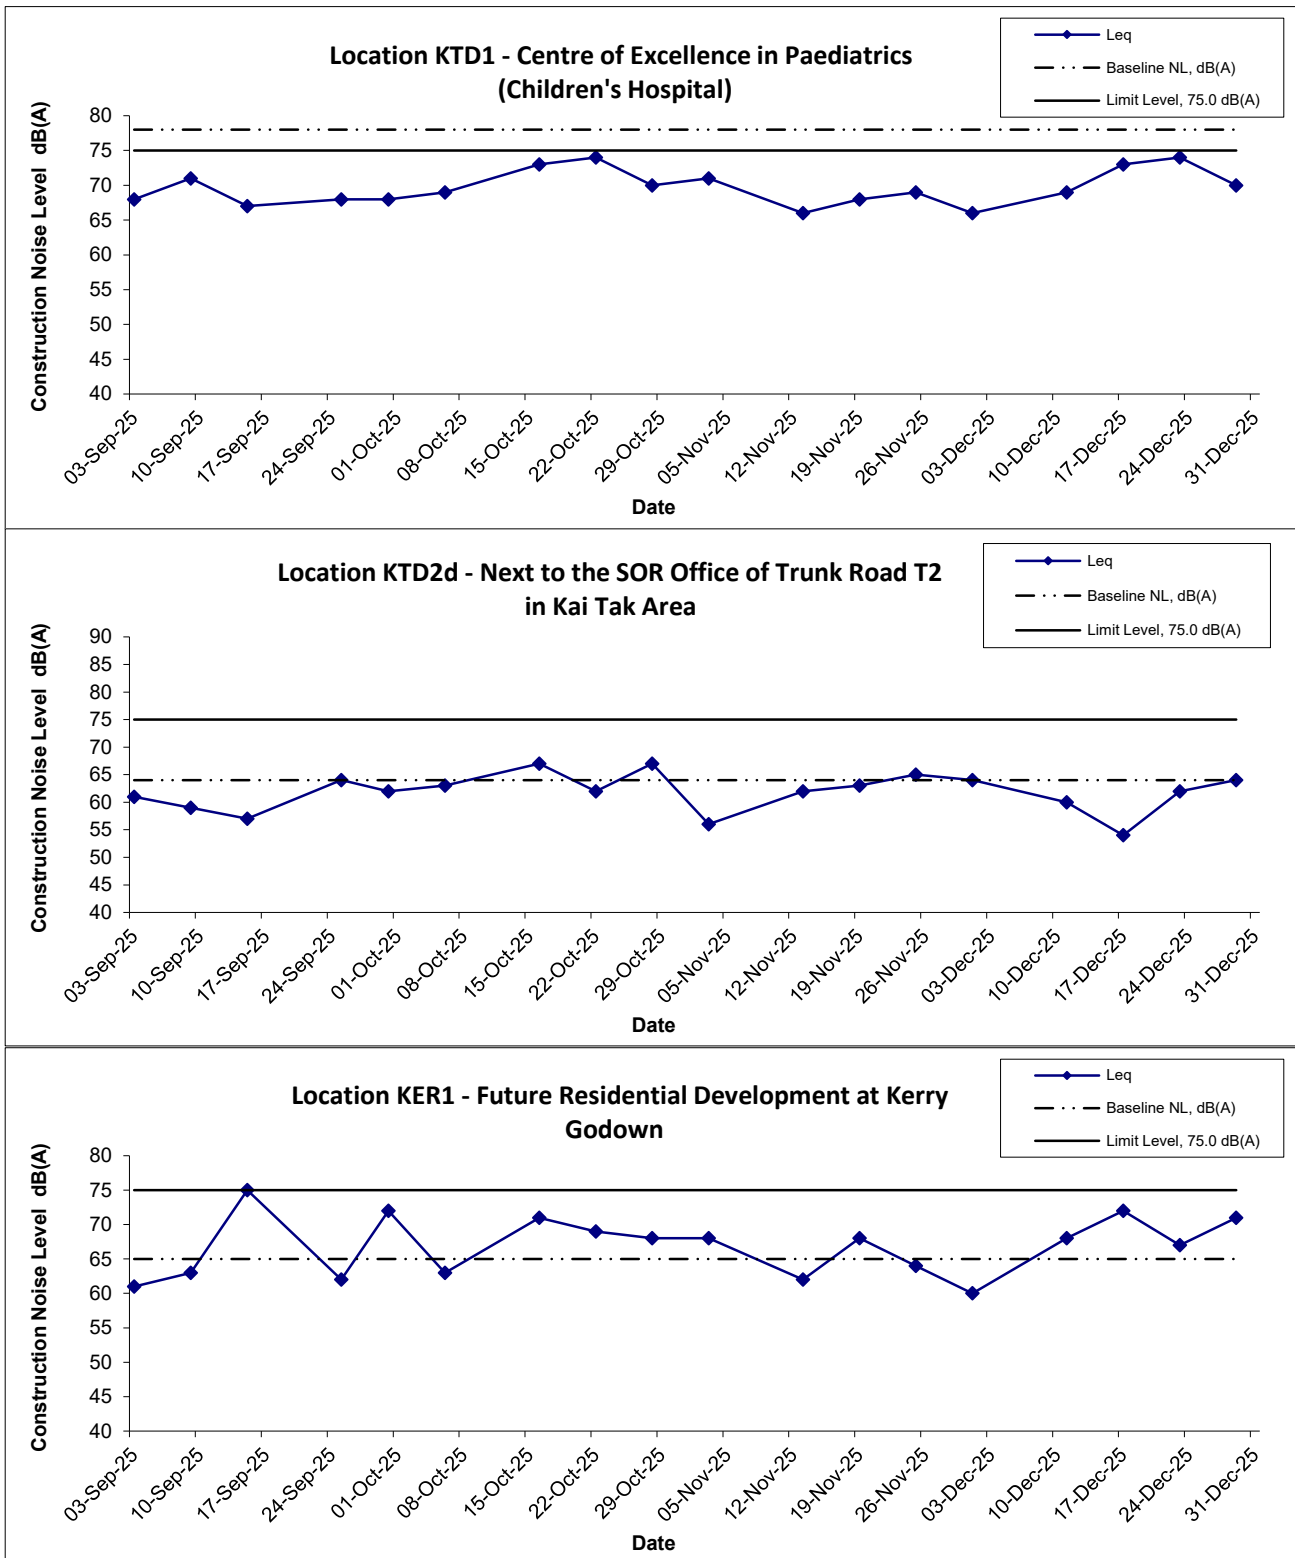 Location KTD1 - Centre of Excellence in Paediatrics
(Children's Hospital)
Leq
Baseline NL, dB(A)
Limit Level, 75.0 dB(A)
Construction Noise Level dB(A)
80
75
70
65
60
55
50
45
40
03-Sep-25
10-Sep-25
17-Sep-25
24-Sep-25
01-Oct-25
08-Oct-25
15-Oct-25
22-Oct-25
29-Oct-25
05-Nov-25
12-Nov-25
19-Nov-25
26-Nov-25
03-Dec-25
10-Dec-25
17-Dec-25
24-Dec-25
31-Dec-25
Date
Location KTD2d - Next to the SOR Office of Trunk Road T2
in Kai Tak Area
Leq
Baseline NL, dB(A)
Limit Level, 75.0 dB(A)
Construction Noise Level dB(A)
90
85
80
75
70
65
60
55
50
45
40
03-Sep-25
10-Sep-25
17-Sep-25
24-Sep-25
01-Oct-25
08-Oct-25
15-Oct-25
22-Oct-25
29-Oct-25
05-Nov-25
12-Nov-25
19-Nov-25
26-Nov-25
03-Dec-25
10-Dec-25
17-Dec-25
24-Dec-25
31-Dec-25
Date
Location KER1 - Future Residential Development at Kerry
Godown
Leq
Baseline NL, dB(A)
Limit Level, 75.0 dB(A)
Construction Noise Level dB(A)
80
75
70
65
60
55
50
45
40
03-Sep-25
10-Sep-25
17-Sep-25
24-Sep-25
01-Oct-25
08-Oct-25
15-Oct-25
22-Oct-25
29-Oct-25
05-Nov-25
12-Nov-25
19-Nov-25
26-Nov-25
03-Dec-25
10-Dec-25
17-Dec-25
24-Dec-25
31-Dec-25
Date